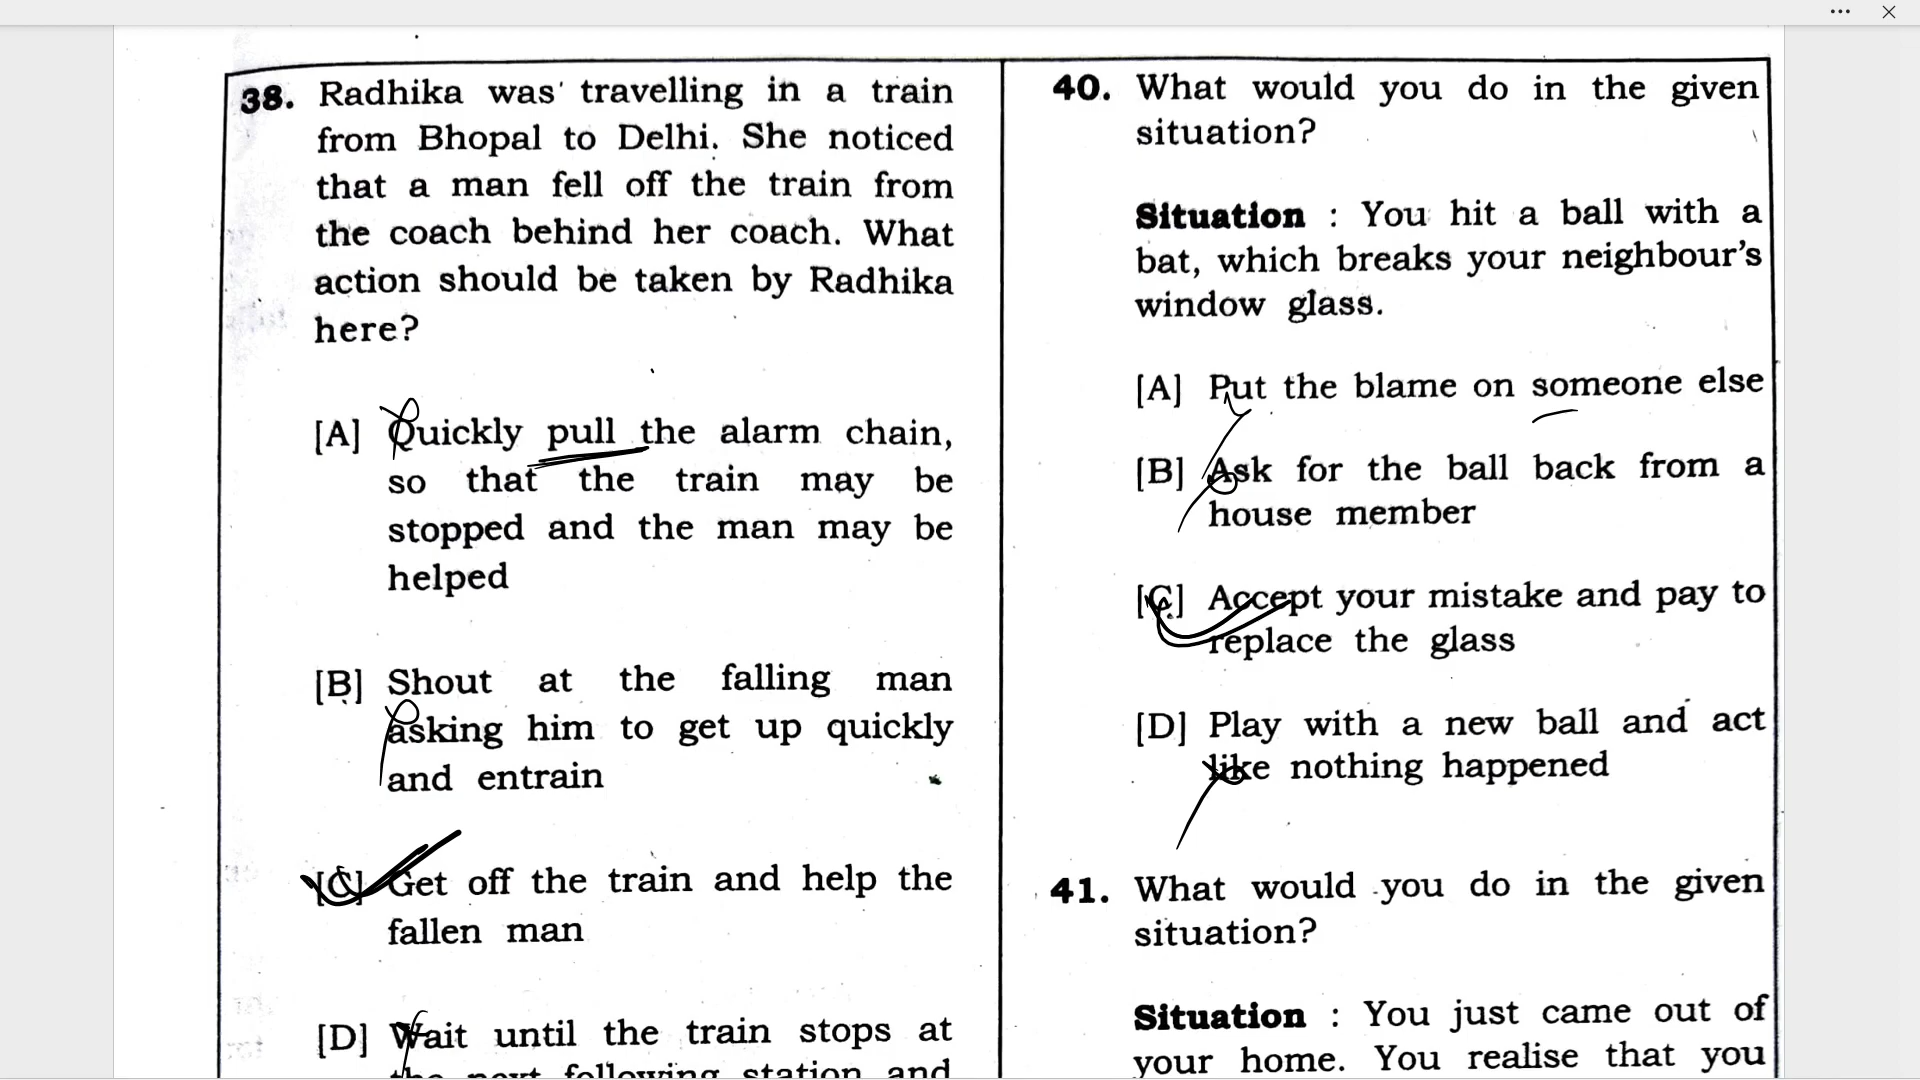 38. Radhika was travelling in a train
from Bhopal to Delhi. She noticed
that a man fell off the train from
the coach behind her coach. What
action should be taken by Radhika
here?
[A] Quickly pull the alarm chain,
so that the train may be
stopped and the man may be
helped
[B] Shout at the falling man
asking him to get up quickly
and entrain
[C] Get off the train and help the
fallen man
[D] Wait until the train stops at
the next following station and
40. What would you do in the given
situation?
Situation : You hit a ball with a
bat, which breaks your neighbour's
window glass.
[A] Put the blame on someone else
[B] Ask for the ball back from a
house member
[C] Accept your mistake and pay to
replace the glass
[D] Play with a new ball and act
like nothing happened
41. What would you do in the given
situation?
Situation : You just came out of
your home. You realise that you